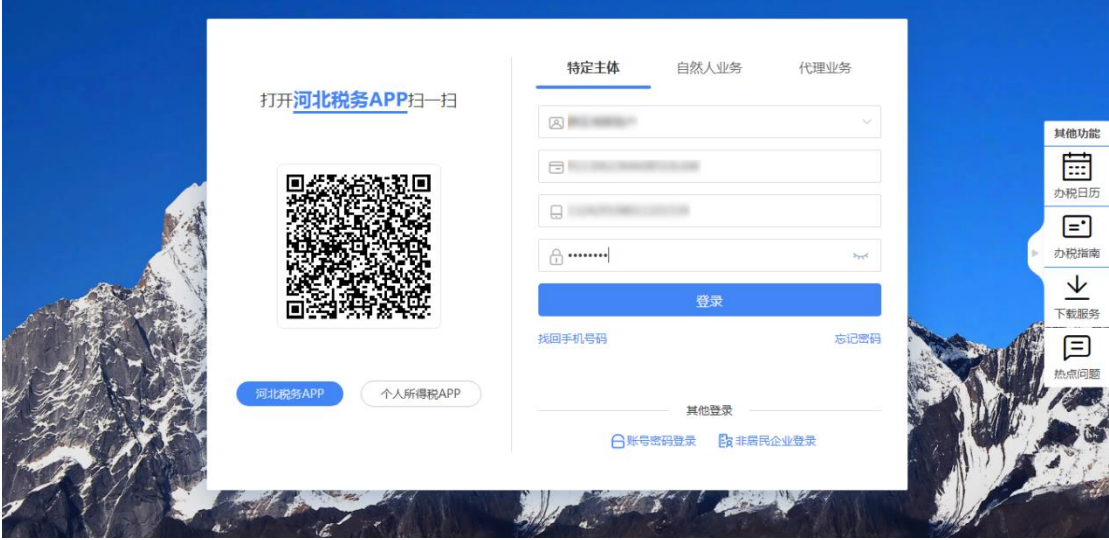 打开河北税务APP扫一扫
河北税务APP
个人所得税APP
特定主体
自然人业务
代理业务
登录
找回手机号码
忘记密码
其他登录
账号密码登录
非居民企业登录
其他功能
办税日历
办税指南
下载服务
热点问题